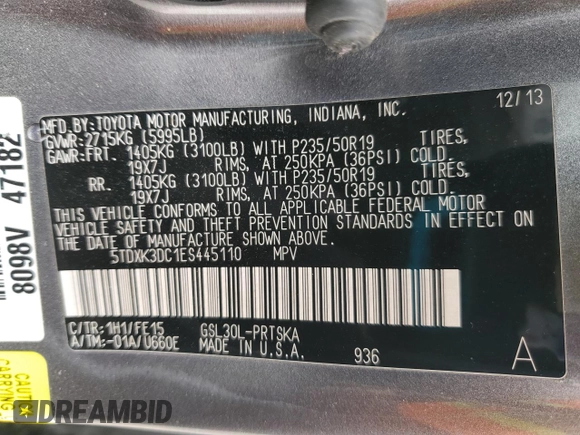 MFD.BY:TOYOTA MOTOR MANUFACTURING, INDIANA, INC. 12/13
GVWR:2715KG (5995LB)
GAWR:FRT. 1405KG (3100LB) WITH P235/50R19 TIRES,
19X7J RIMS, AT 250KPA (36PSI) COLD.
RR. 1405KG (3100LB) WITH P235/50R19 TIRES,
19X7J RIMS, AT 250KPA (36PSI) COLD.
THIS VEHICLE CONFORMS TO ALL APPLICABLE FEDERAL MOTOR
VEHICLE SAFETY AND THEFT PREVENTION STANDARDS IN EFFECT ON
THE DATE OF MANUFACTURE SHOWN ABOVE.
5TDXK3DC1ES445110 MPV
C/TR:1H1/FE15 GSL30L-PRTSKA
A/TM:-01A/U660E MADE IN U.S.A. 936 A
8098V 47182
CAUT
CARRYING
DREAMBID